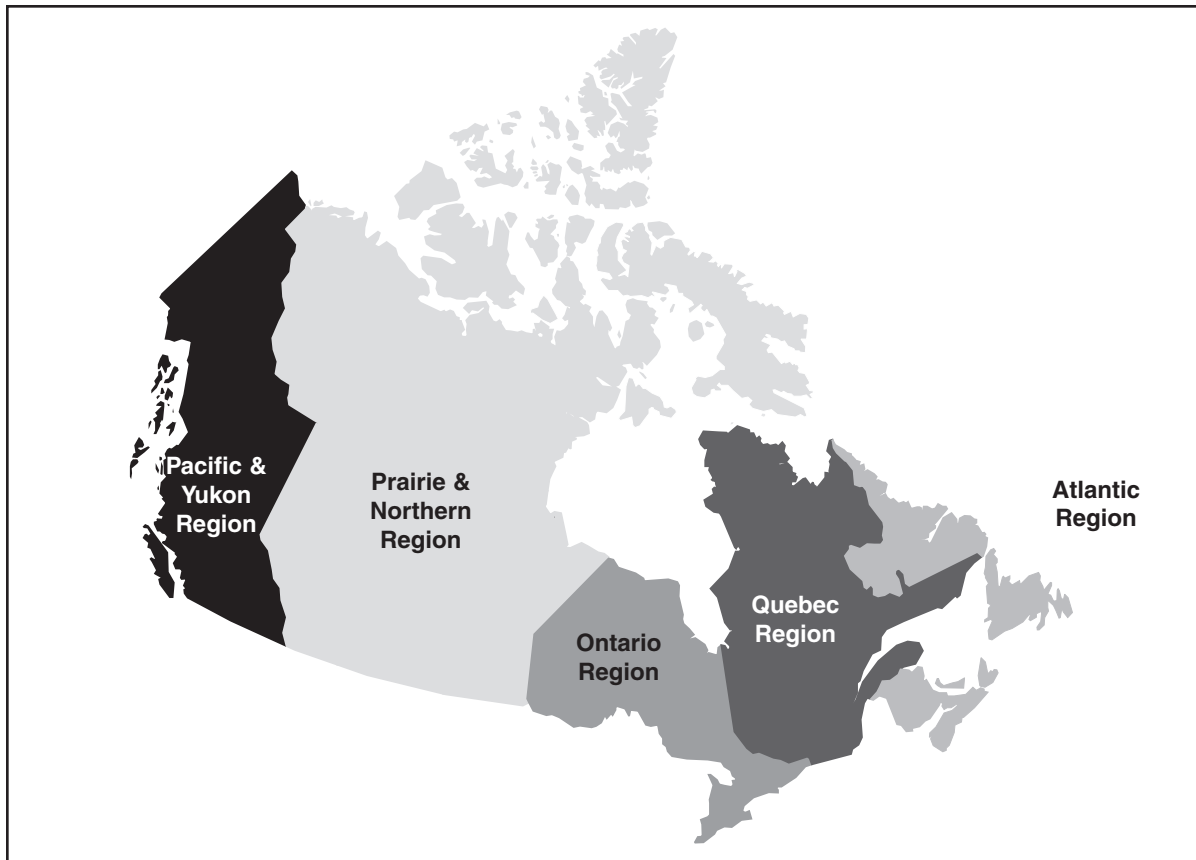 Pacific &
Yukon
Region
Prairie &
Northern
Region
Ontario
Region
Quebec
Region
Atlantic
Region